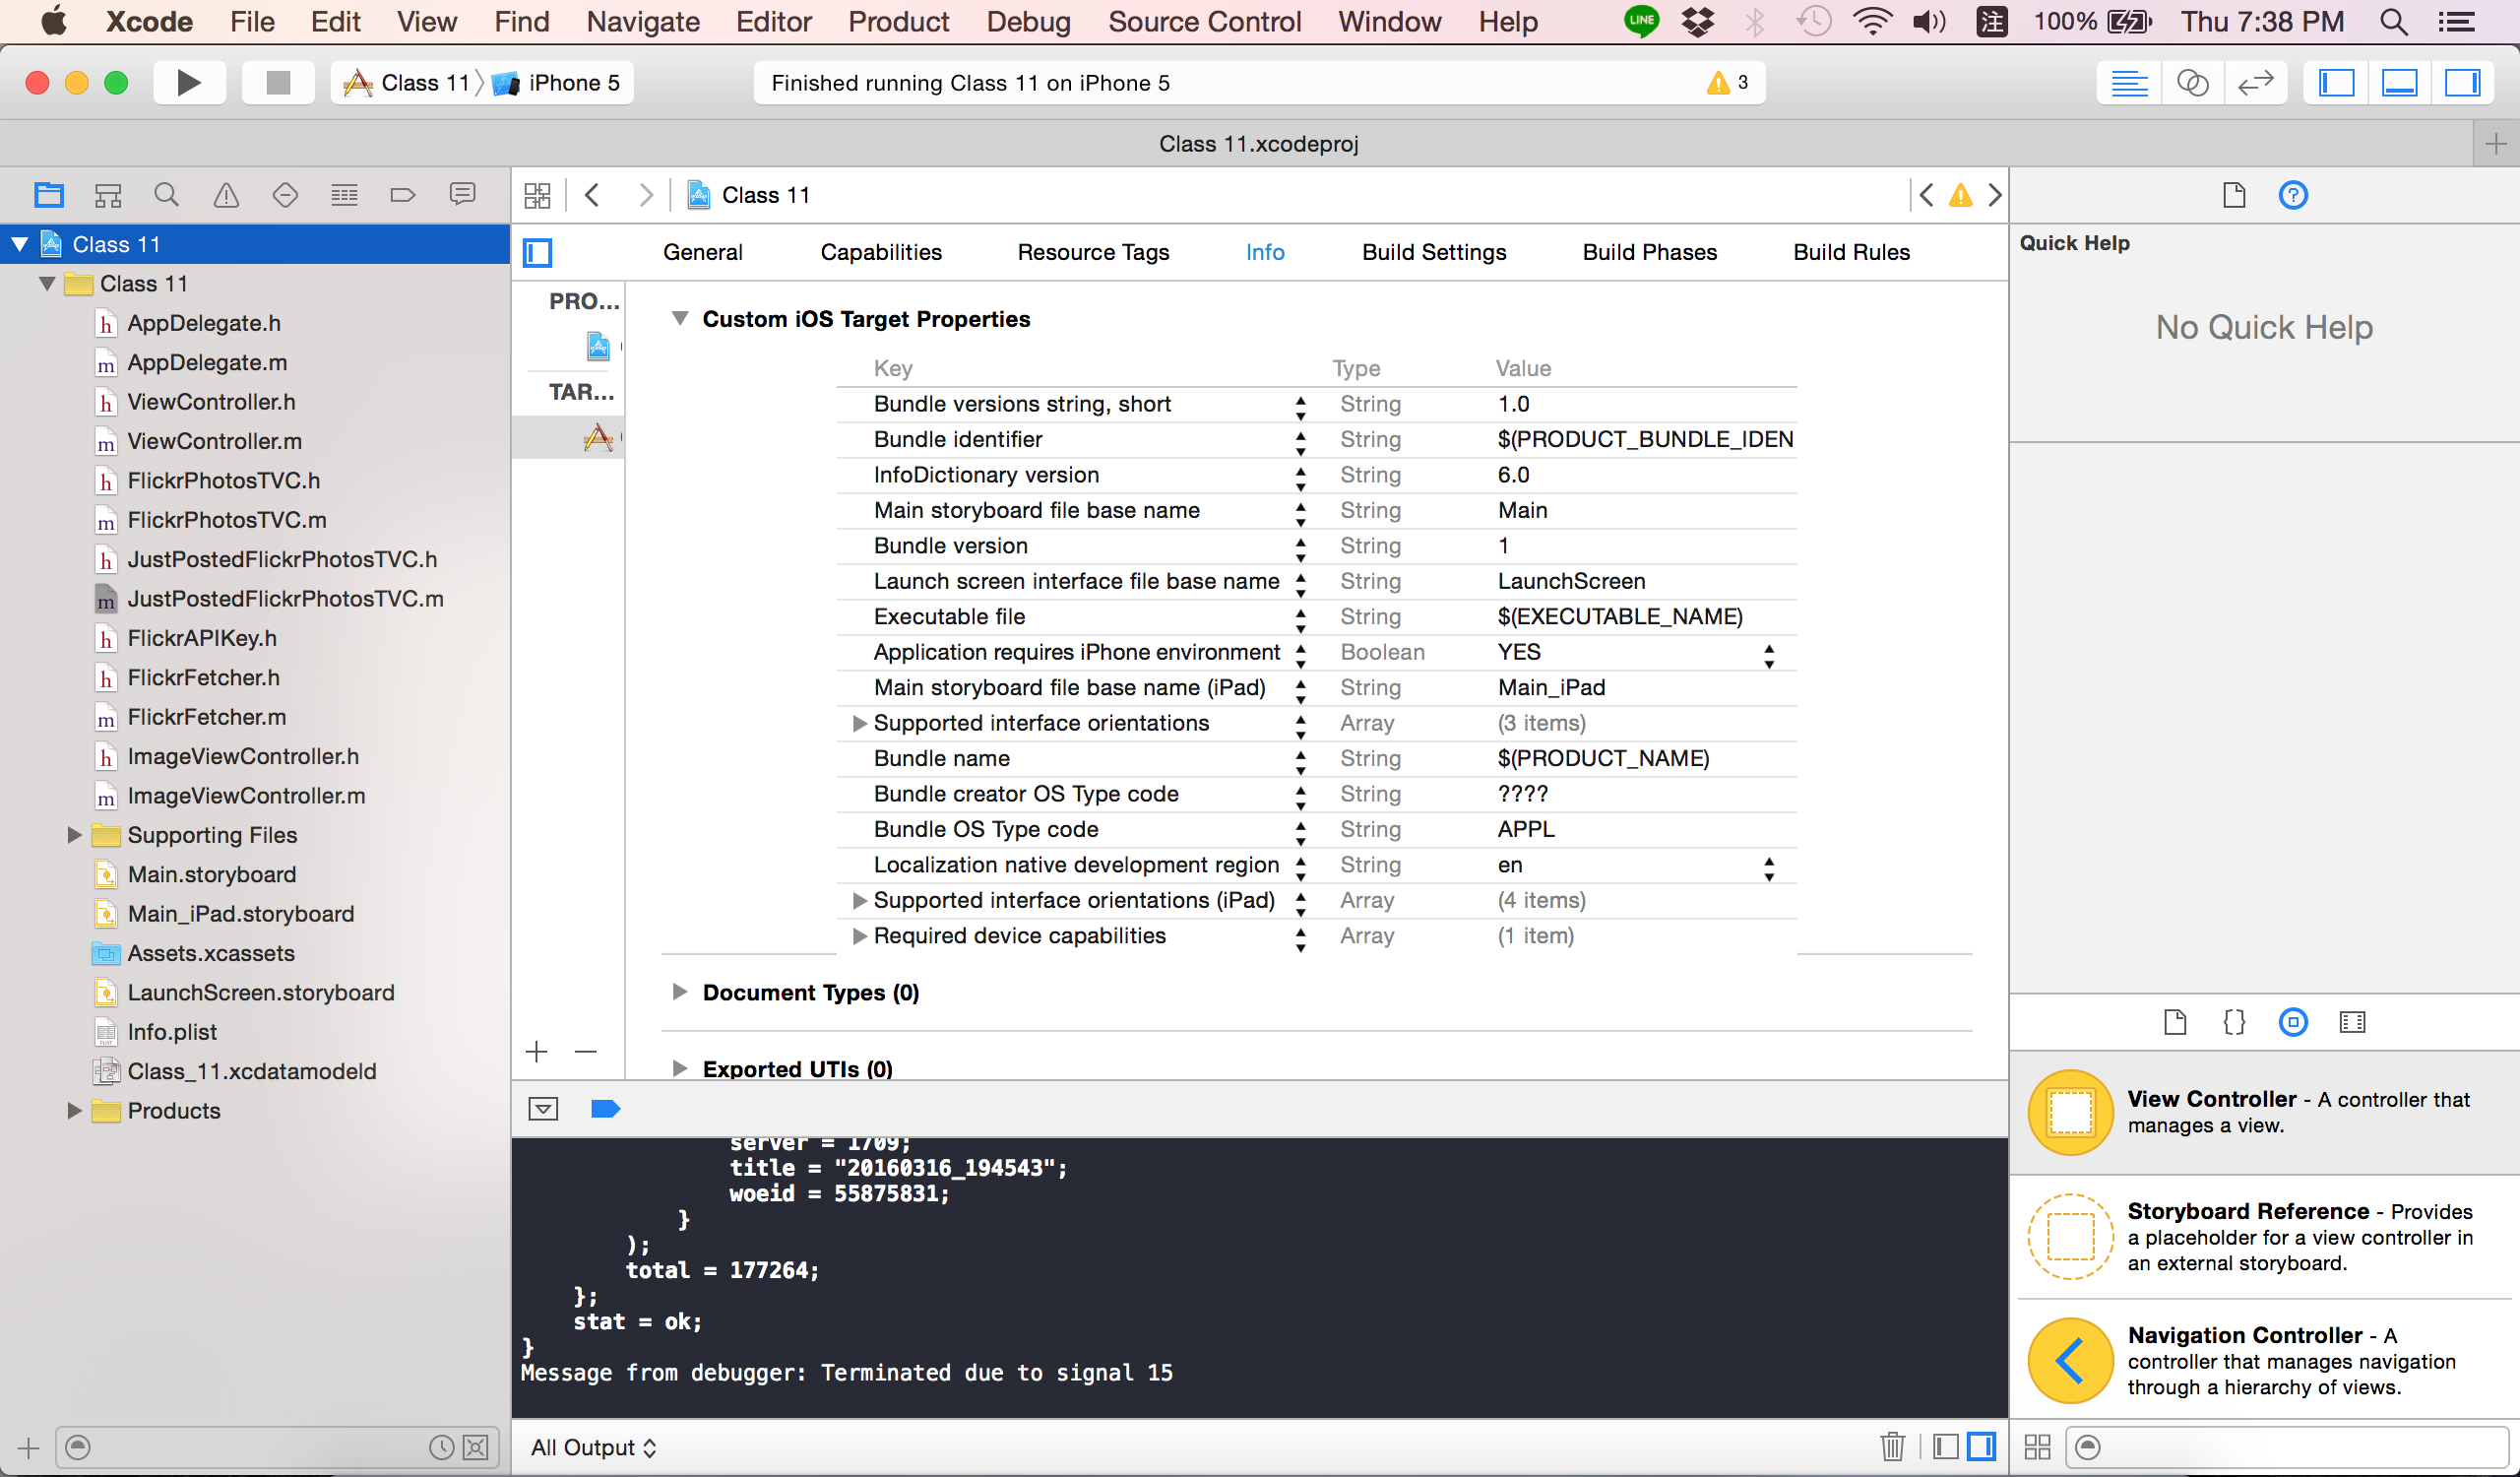 Xcode File Edit View Find Navigate Editor Product Debug Source Control Window Help LINE 注 100% Thu 7:38 PM
Class 11 iPhone 5 Finished running Class 11 on iPhone 5 3
Class 11.xcodeproj
Class 11
General Capabilities Resource Tags Info Build Settings Build Phases Build Rules
Class 11
Class 11
AppDelegate.h
AppDelegate.m
ViewController.h
ViewController.m
FlickrPhotosTVC.h
FlickrPhotosTVC.m
JustPostedFlickrPhotosTVC.h
JustPostedFlickrPhotosTVC.m
FlickrAPIKey.h
FlickrFetcher.h
FlickrFetcher.m
ImageViewController.h
ImageViewController.m
Supporting Files
Main.storyboard
Main_iPad.storyboard
Assets.xcassets
LaunchScreen.storyboard
Info.plist
Class_11.xcdatamodeld
Products
PRO...
TAR...
Custom iOS Target Properties
Key Type Value
Bundle versions string, short String 1.0
Bundle identifier String $(PRODUCT_BUNDLE_IDEN
InfoDictionary version String 6.0
Main storyboard file base name String Main
Bundle version String 1
Launch screen interface file base name String LaunchScreen
Executable file String $(EXECUTABLE_NAME)
Application requires iPhone environment Boolean YES
Main storyboard file base name (iPad) String Main_iPad
Supported interface orientations Array (3 items)
Bundle name String $(PRODUCT_NAME)
Bundle creator OS Type code String ????
Bundle OS Type code String APPL
Localization native development region String en
Supported interface orientations (iPad) Array (4 items)
Required device capabilities Array (1 item)
Document Types (0)
Exported UTIs (0)
server = 1709;
title = "20160316_194543";
woeid = 55875831;
}
);
total = 177264;
};
stat = ok;
}
Message from debugger: Terminated due to signal 15
All Output
Quick Help
No Quick Help
View Controller - A controller that
manages a view.
Storyboard Reference - Provides
a placeholder for a view controller in
an external storyboard.
Navigation Controller - A
controller that manages navigation
through a hierarchy of views.